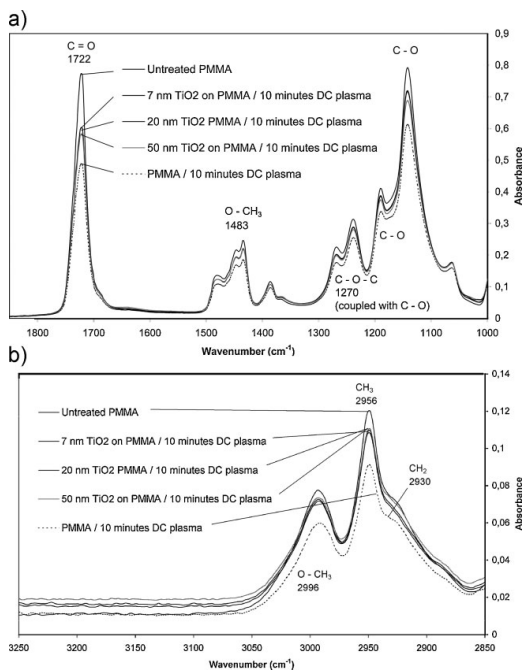 a)
C = O
1722
Untreated PMMA
7 nm TiO2 on PMMA / 10 minutes DC plasma
20 nm TiO2 PMMA / 10 minutes DC plasma
50 nm TiO2 on PMMA / 10 minutes DC plasma
PMMA / 10 minutes DC plasma
O - CH₃
1483
C - O
C - O
C - O - C
1270
(coupled with C - O)
0,9
0,8
0,7
0,6
0,5
0,4
0,3
0,2
0,1
0
Absorbance
1800 1700 1600 1500 1400 1300 1200 1100 1000
Wavenumber (cm⁻¹)
b)
CH₃
2956
Untreated PMMA
7 nm TiO2 on PMMA / 10 minutes DC plasma
20 nm TiO2 PMMA / 10 minutes DC plasma
50 nm TiO2 on PMMA / 10 minutes DC plasma
PMMA / 10 minutes DC plasma
CH₂
2930
O - CH₃
2996
0,14
0,12
0,1
0,08
0,06
0,04
0,02
0
Absorbance
3250 3200 3150 3100 3050 3000 2950 2900 2850
Wavenumber (cm⁻¹)